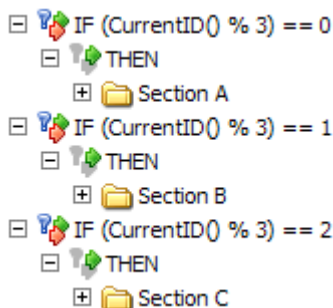 IF (CurrentID() % 3) == 0
THEN
Section A
IF (CurrentID() % 3) == 1
THEN
Section B
IF (CurrentID() % 3) == 2
THEN
Section C